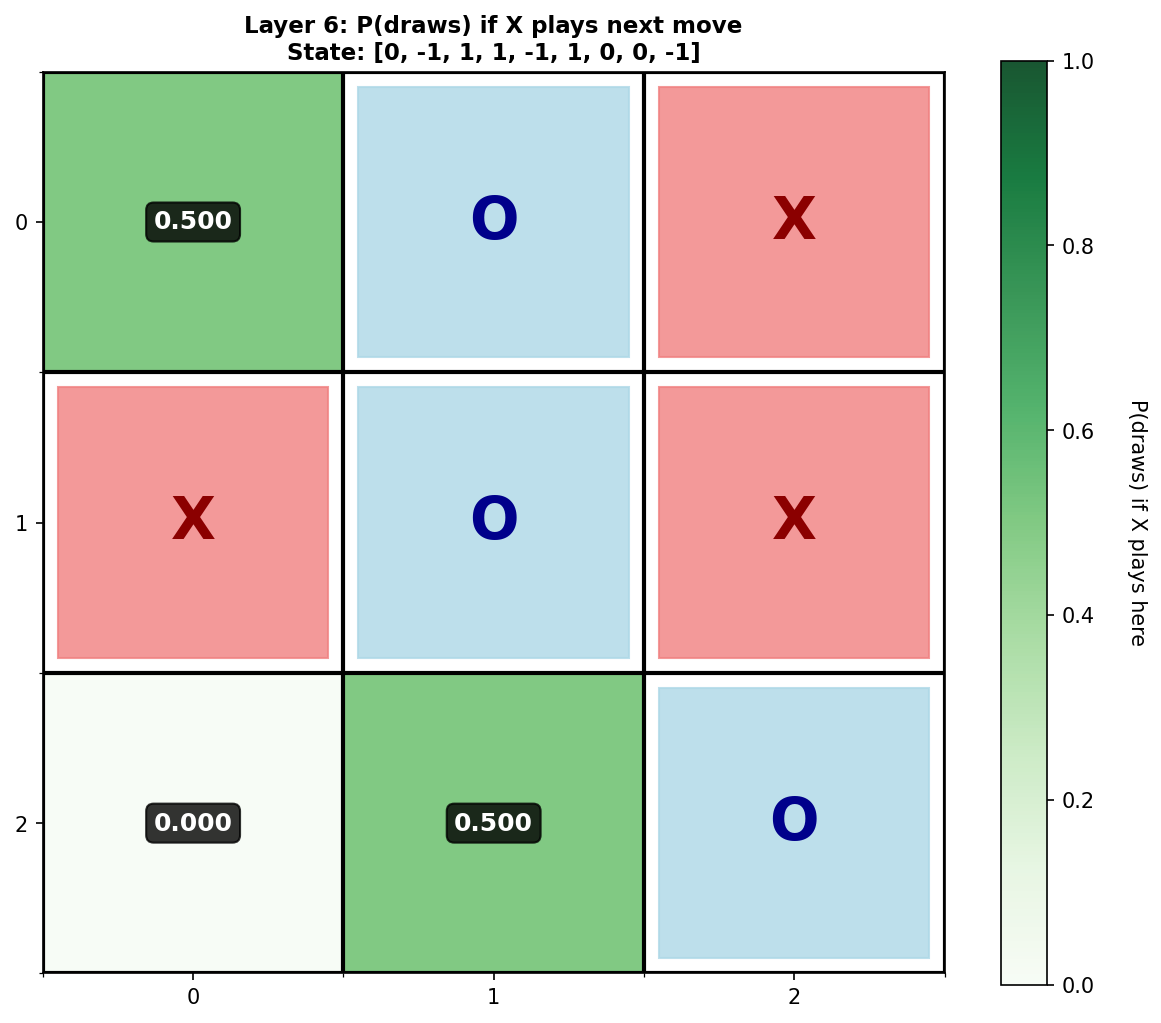 Layer 6: P(draws) if X plays next move
State: [0, -1, 1, 1, -1, 1, 0, 0, -1]
0.500
O
X
X
O
X
0.000
0.500
O
0
1
2
0
1
2
1.0
0.8
0.6
0.4
0.2
0.0
P(draws) if X plays here